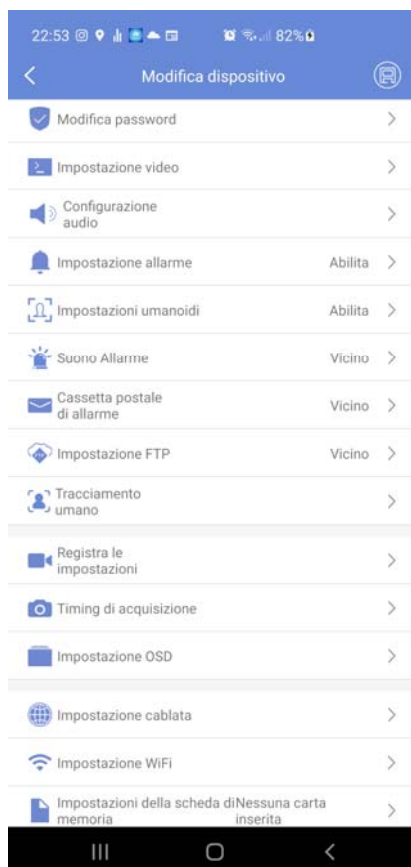 22:53 82%
Modifica dispositivo
Modifica password
Impostazione video
Configurazione
audio
Impostazione allarme Abilita
Impostazioni umanoidi Abilita
Suono Allarme Vicino
Cassetta postale Vicino
di allarme
Impostazione FTP Vicino
Tracciamento
umano
Registra le
impostazioni
Timing di acquisizione
Impostazione OSD
Impostazione cablata
Impostazione WiFi
Impostazioni della scheda di Nessuna carta
memoria inserita